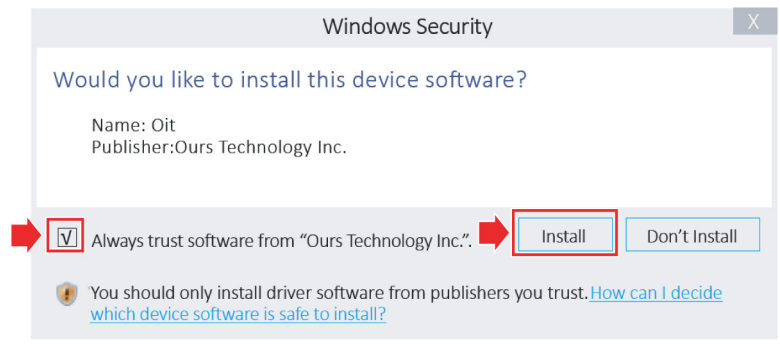 Windows Security
X
Would you like to install this device software?
Name: Oit
Publisher:Ours Technology Inc.
√ Always trust software from “Ours Technology Inc.”. Install Don’t Install
You should only install driver software from publishers you trust. How can I decide
which device software is safe to install?